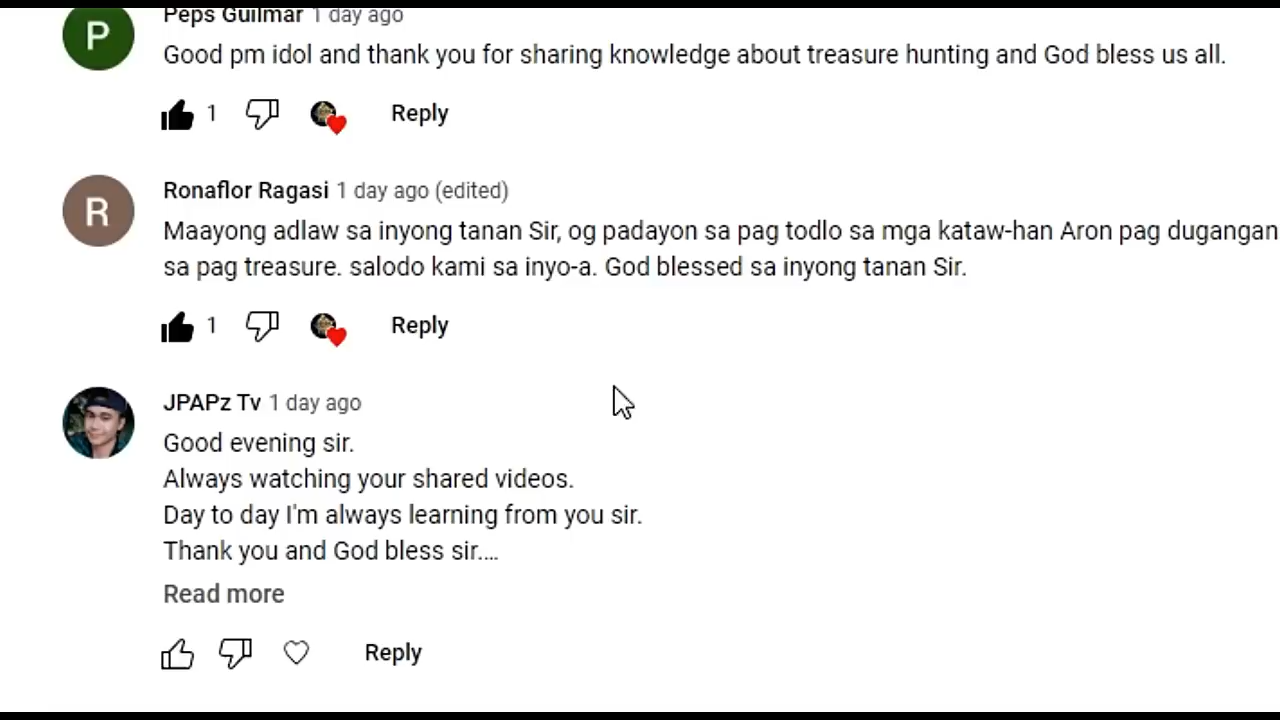 P
Peps Guilmar 1 day ago
Good pm idol and thank you for sharing knowledge about treasure hunting and God bless us all.
1 Reply
R
Ronaflor Ragasi 1 day ago (edited)
Maayong adlaw sa inyong tanan Sir, og padayon sa pag todlo sa mga kataw-han Aron pag dugangan
sa pag treasure. salodo kami sa inyo-a. God blessed sa inyong tanan Sir.
1 Reply
JPAPz Tv 1 day ago
Good evening sir.
Always watching your shared videos.
Day to day I'm always learning from you sir.
Thank you and God bless sir....
Read more
Reply